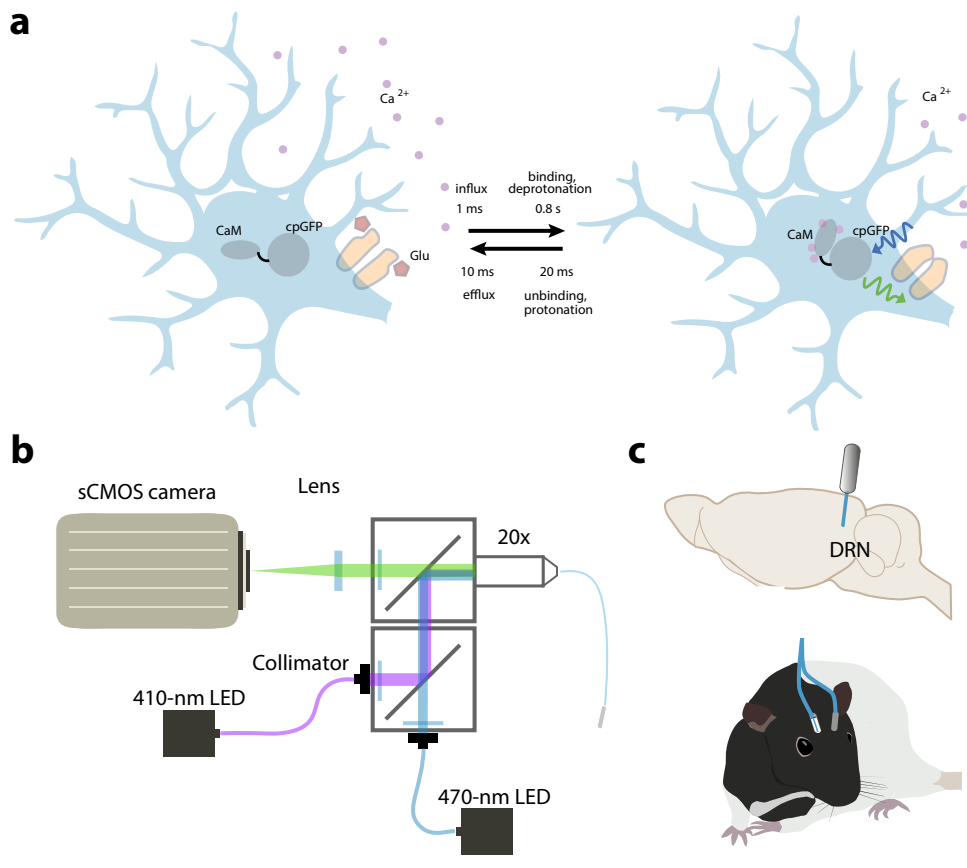 a
Ca 2+
CaM
cpGFP
Glu
influx
binding,
deprotonation
1 ms
0.8 s
10 ms
20 ms
efflux
unbinding,
protonation
Ca 2+
CaM
cpGFP
b
sCMOS camera
Lens
20x
Collimator
410-nm LED
470-nm LED
c
DRN